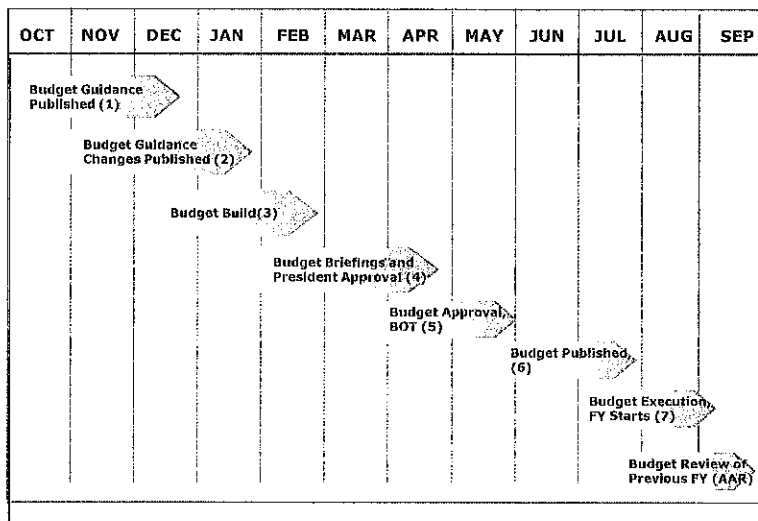 OCT NOV DEC JAN FEB MAR APR MAY JUN JUL AUG SEP
Budget Guidance
Published (1)
Budget Guidance
Changes Published (2)
Budget Build(3)
Budget Briefings and
President Approval (4)
Budget Approval,
BOT (5)
Budget Published
(6)
Budget Execution,
FY Starts (7)
Budget Review of
Previous FY (AAR)